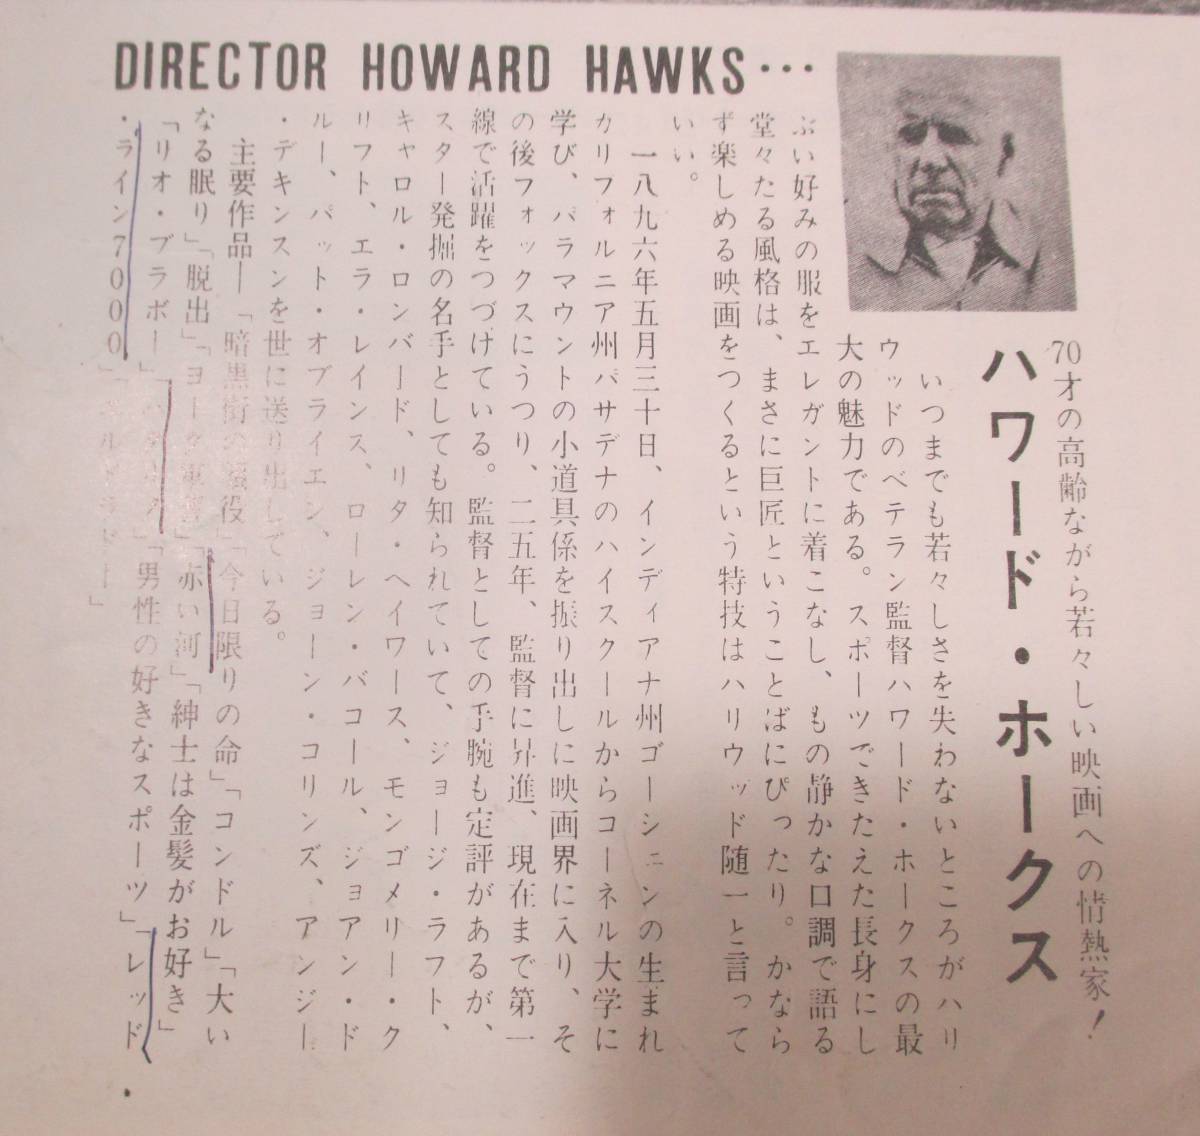 DIRECTOR HOWARD HAWKS…
70才の高齢ながら若々しい映画への情熱家!
ハワード・ホークス
いつまでも若々しさを失わないところがハリ
ウッドのベテラン監督ハワード・ホークスの最
大の魅力である。スポーツできたえた長身にし
ぶい好みの服をエレガントに着こなし、もの静かな口調で語る
堂々たる風格は、まさに巨匠ということばにぴったり。かなら
ず楽しめる映画をつくるという特技はハリウッド随一と言って
いい。
一八九六年五月三十日、インディアナ州ゴーシェンの生まれ
カリフォルニア州パサデナのハイスクールからコーネル大学に
学び、パラマウントの小道具係を振り出しに映画界に入り、そ
の後フォックスにうつり、二五年、監督に昇進、現在まで第一
線で活躍をつづけている。監督としての手腕も定評があるが、
スター発掘の名手としても知られていて、ジョージ・ラフト、
キャロル・ロンバード、リタ・ヘイワース、モンゴメリー・ク
リフト、エラ・レインス、ローレン・バコール、ジョアン・ド
ルー、パット・オブライエン、ジョーン・コリンズ、アンジー
・デキンスンを世に送り出している。
主要作品―「暗黒街の顔役」「今日限りの命」「コンドル」「大い
なる眠り」「脱出」「ヨーク軍曹」「赤い河」「紳士は金髪がお好き」
「リオ・ブラボー」「ハタリ!」「男性の好きなスポーツ」「レッド・
・ライン7000」「エルドラドー」